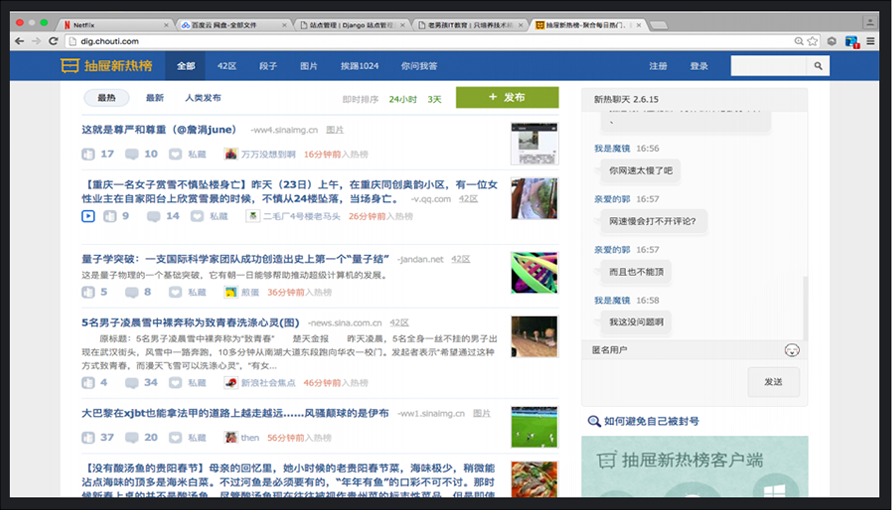 Netflix
百度云 网盘-全部文件
站点管理 | Django 站点管理
老男孩IT教育 | 只培养技术
抽屉新热榜-聚合每日热门、
dig.chouti.com
抽屉新热榜
全部 42区 段子 图片 挨踢1024 你问我答
注册 登录
最热 最新 人类发布
即时排序 24小时 3天
+ 发布
这就是尊严和尊重（@詹涓june） -ww4.sinaimg.cn 图片
17 10 私藏 万万没想到啊 16分钟前入热榜
【重庆一名女子赏雪不慎坠楼身亡】昨天（23日）上午，在重庆同创奥韵小区，有一位女
性业主在自家阳台上欣赏雪景的时候，不慎从24楼坠落，当场身亡。 -v.qq.com 42区
9 14 私藏 二毛厂4号楼老马头 26分钟前入热榜
量子学突破：一支国际科学家团队成功创造出史上第一个“量子结” -jandan.net 42区
这是量子物理的一个基础突破，它有朝一日能够帮助推动超级计算机的发展。
5 8 私藏 煎蛋 36分钟前入热榜
5名男子凌晨雪中裸奔称为致青春洗涤心灵(图) -news.sina.com.cn 42区
原标题：5名男子凌晨雪中裸奔称为“致青春” 楚天金报 昨天凌晨，5名全身一丝不挂的男子出
现在武汉街头，风雪中一路奔跑，10多分钟从南湖大道东段跑向华农一校门。发起者表示“希望通过这种
方式致青春，而漫天飞雪可以洗涤心灵”，“有女...
4 34 私藏 新浪社会焦点 46分钟前入热榜
大巴黎在xjbt也能拿法甲的道路上越走越远......风骚颠球的是伊布 -ww1.sinaimg.cn 图片
37 20 私藏 then 56分钟前入热榜
【没有酸汤鱼的贵阳春节】母亲的回忆里，她小时候的老贵阳春节菜，海味极少，稍微能
沾点海味的大顶多是海米白菜。不过河鱼是必须要有的，“年年有鱼”的口彩不可不讨。那时
新热聊天 2.6.15
我是魔镜 16:56
你网速太慢了吧
亲爱的郭 16:57
网速慢会打不开评论?
亲爱的郭 16:57
而且也不能顶
我是魔镜 16:58
我这没问题啊
匿名用户
发送
如何避免自己被封号
抽屉新热榜客户端